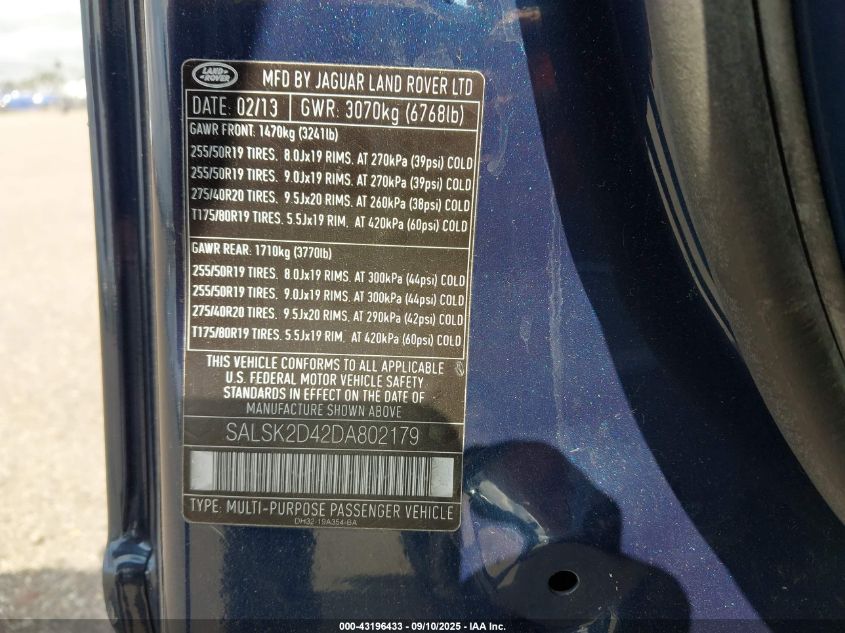 LAND
ROVER
MFD BY JAGUAR LAND ROVER LTD
DATE: 02/13 GWR: 3070kg (6768lb)
GAWR FRONT: 1470kg (3241lb)
255/50R19 TIRES. 8.0Jx19 RIMS. AT 270kPa (39psi) COLD
255/50R19 TIRES. 9.0Jx19 RIMS. AT 270kPa (39psi) COLD
275/40R20 TIRES. 9.5Jx20 RIMS. AT 260kPa (38psi) COLD
T175/80R19 TIRES. 5.5Jx19 RIM. AT 420kPa (60psi) COLD
GAWR REAR: 1710kg (3770lb)
255/50R19 TIRES. 8.0Jx19 RIMS. AT 300kPa (44psi) COLD
255/50R19 TIRES. 9.0Jx19 RIMS. AT 300kPa (44psi) COLD
275/40R20 TIRES. 9.5Jx20 RIMS. AT 290kPa (42psi) COLD
T175/80R19 TIRES. 5.5Jx19 RIM. AT 420kPa (60psi) COLD
THIS VEHICLE CONFORMS TO ALL APPLICABLE
U.S. FEDERAL MOTOR VEHICLE SAFETY
STANDARDS IN EFFECT ON THE DATE OF
MANUFACTURE SHOWN ABOVE
SALSK2D42DA802179
TYPE: MULTI-PURPOSE PASSENGER VEHICLE
DH32-19A354-BA
000-43196433 - 09/10/2025 - IAA Inc.